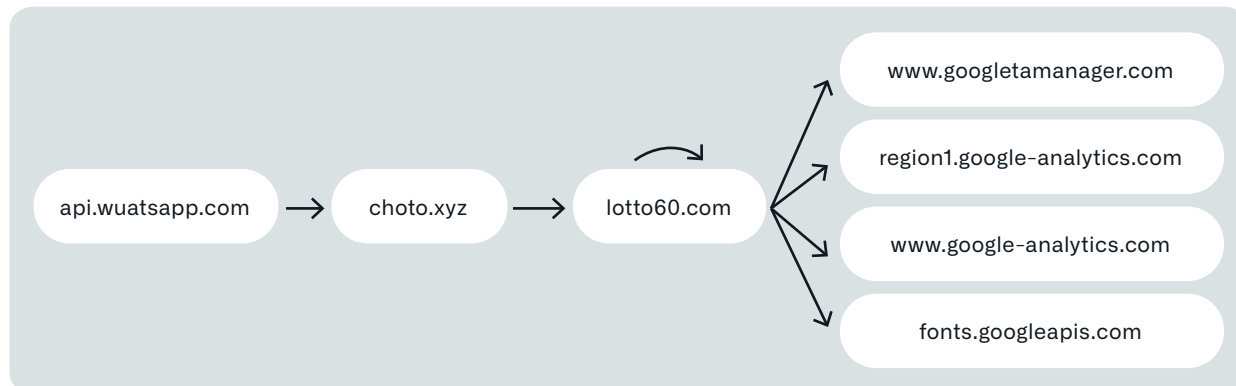 api.wuatsapp.com
choto.xyz
lotto60.com
www.googletamanager.com
region1.google-analytics.com
www.google-analytics.com
fonts.googleapis.com